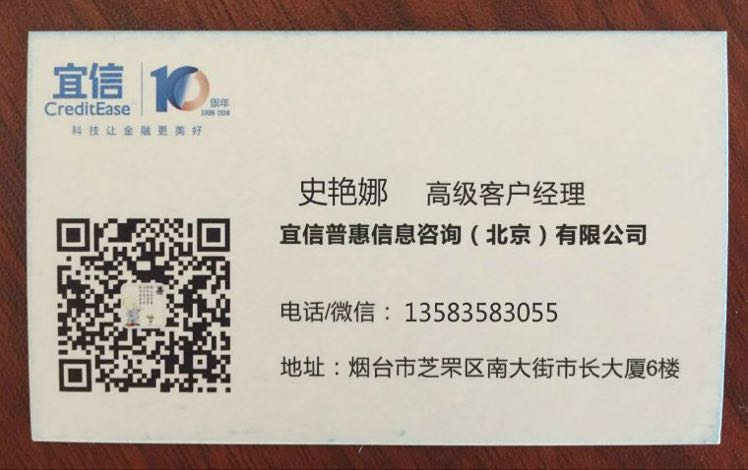 宜信
CreditEase
10
周年
2006-2016
科技让金融更美好
史艳娜 高级客户经理
宜信普惠信息咨询（北京）有限公司
电话/微信：13583583055
地址：烟台市芝罘区南大街市长大厦6楼